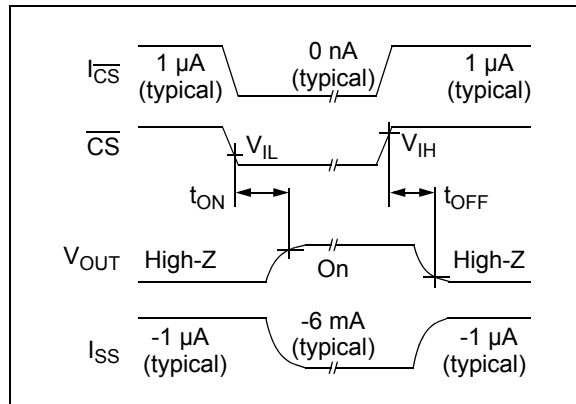 I_CS 1 µA (typical) 0 nA (typical) 1 µA (typical)
CS V_IL V_IH
t_ON t_OFF
V_OUT High-Z On High-Z
I_SS -1 µA (typical) -6 mA (typical) -1 µA (typical)